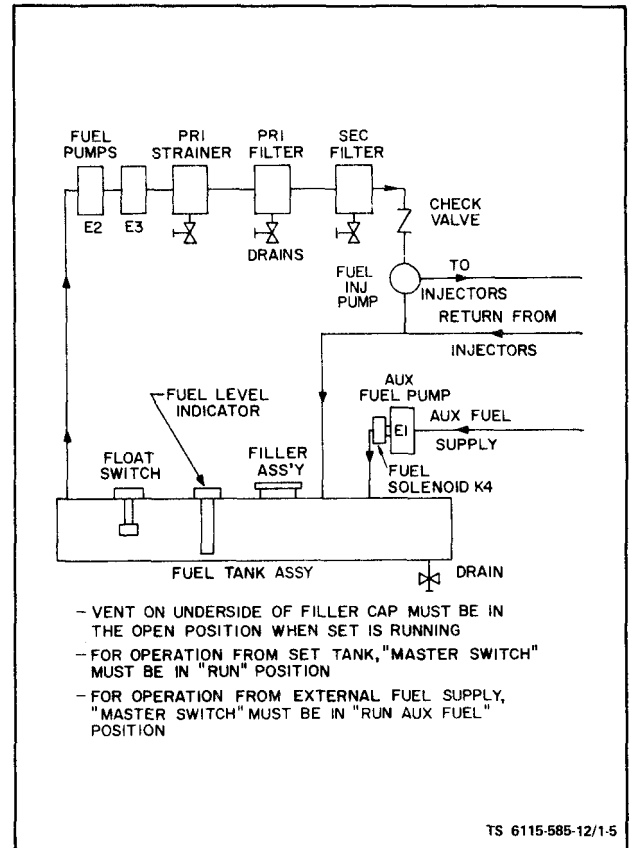 FUEL
PUMPS
PRI
STRAINER
PRI
FILTER
SEC
FILTER
E2
E3
DRAINS
CHECK
VALVE
FUEL
INJ
PUMP
TO
INJECTORS
RETURN FROM
INJECTORS
AUX
FUEL PUMP
E1
AUX FUEL
SUPPLY
FUEL
SOLENOID K4
FUEL LEVEL
INDICATOR
FLOAT
SWITCH
FILLER
ASS'Y
FUEL TANK ASSY
DRAIN
- VENT ON UNDERSIDE OF FILLER CAP MUST BE IN
THE OPEN POSITION WHEN SET IS RUNNING
- FOR OPERATION FROM SET TANK, "MASTER SWITCH"
MUST BE IN "RUN" POSITION
- FOR OPERATION FROM EXTERNAL FUEL SUPPLY,
"MASTER SWITCH" MUST BE IN "RUN AUX FUEL"
POSITION
TS 6115-585-12/1-5